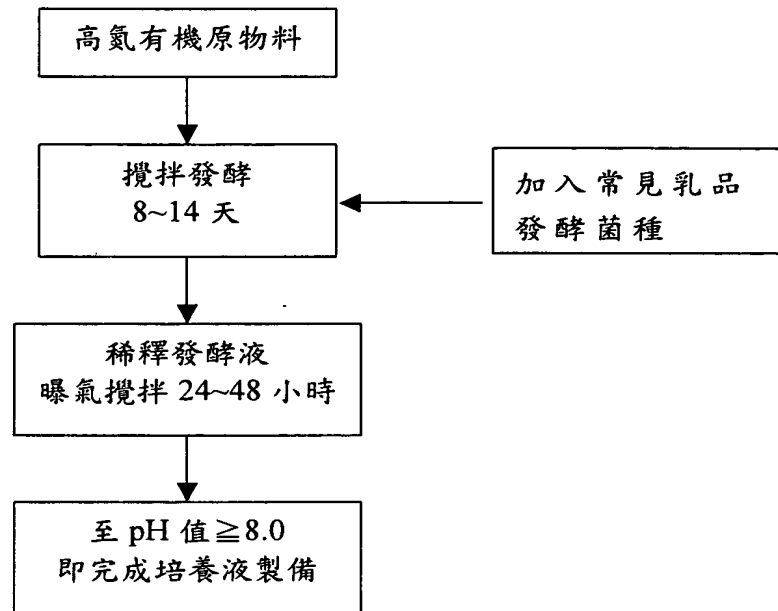 高氮有機原物料
攪拌發酵
8~14 天
加入常見乳品
發酵菌種
稀釋發酵液
曝氣攪拌 24~48 小時
至 pH 值≧8.0
即完成培養液製備